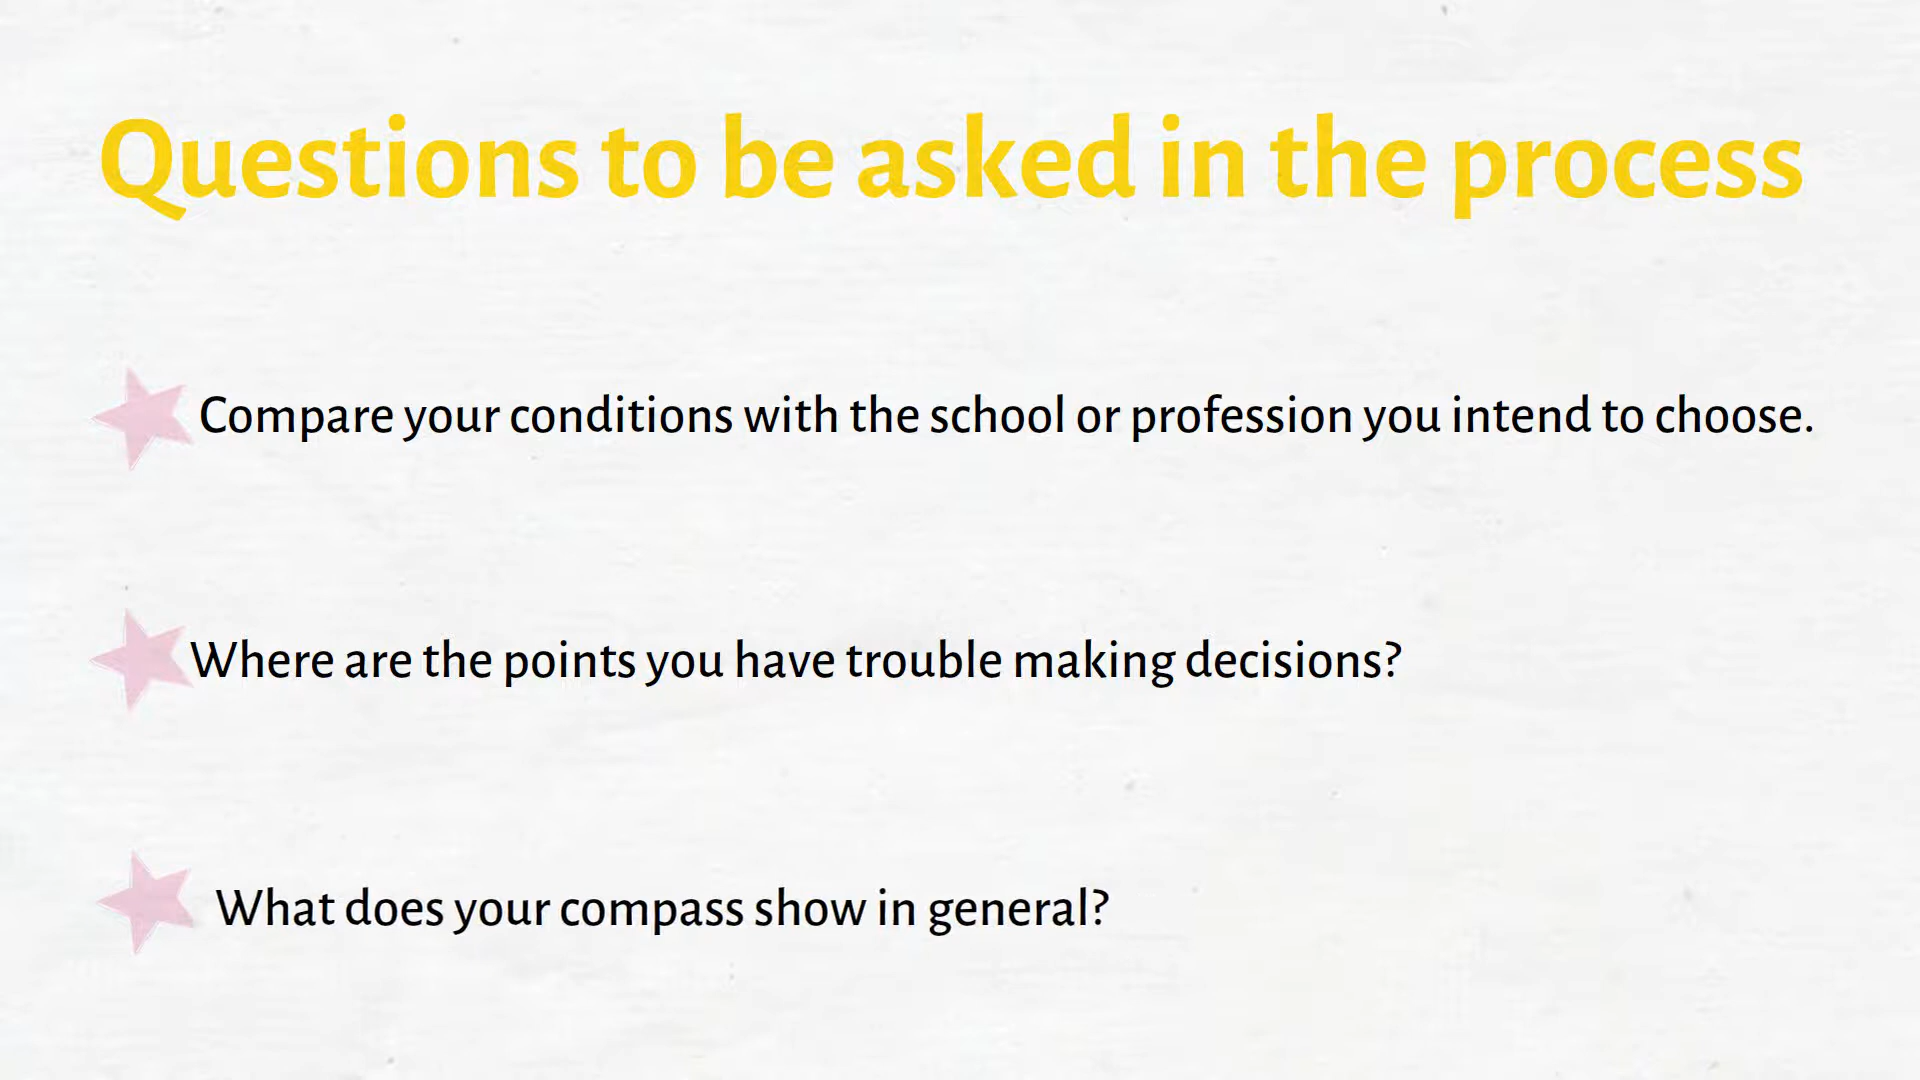 Questions to be asked in the process
Compare your conditions with the school or profession you intend to choose.
Where are the points you have trouble making decisions?
What does your compass show in general?